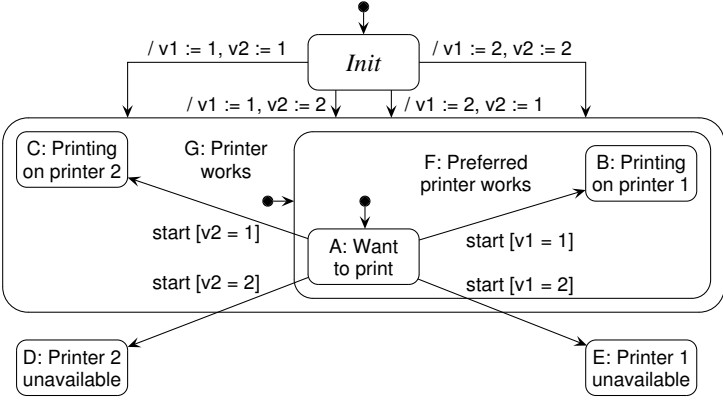 / v1 := 1, v2 := 1
Init
/ v1 := 2, v2 := 2
/ v1 := 1, v2 := 2
/ v1 := 2, v2 := 1
C: Printing
on printer 2
G: Printer
works
F: Preferred
printer works
B: Printing
on printer 1
start [v2 = 1]
A: Want
to print
start [v1 = 1]
start [v2 = 2]
start [v1 = 2]
D: Printer 2
unavailable
E: Printer 1
unavailable